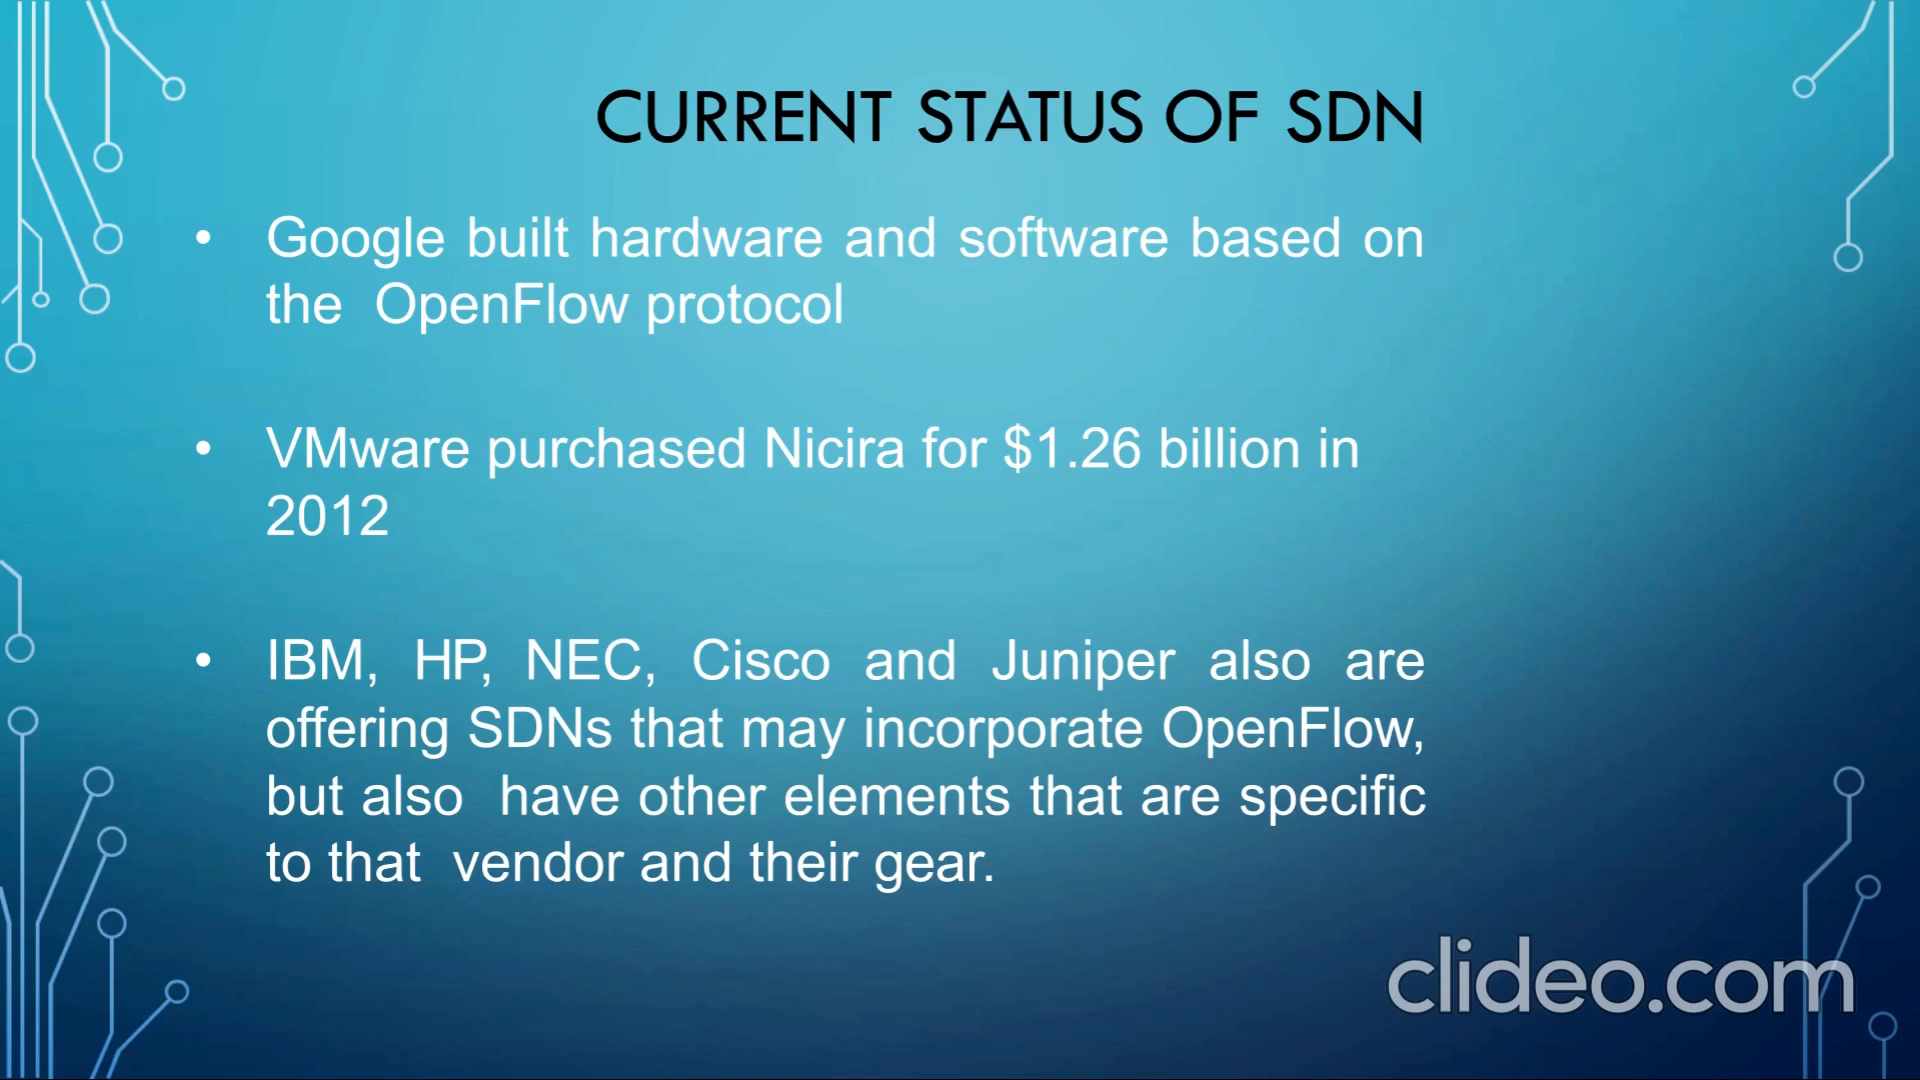 CURRENT STATUS OF SDN
• Google built hardware and software based on
the OpenFlow protocol
• VMware purchased Nicira for $1.26 billion in
2012
• IBM, HP, NEC, Cisco and Juniper also are
offering SDNs that may incorporate OpenFlow,
but also have other elements that are specific
to that vendor and their gear.
clideo.com